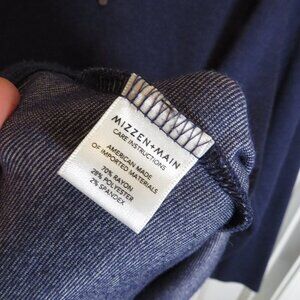 MIZZEN+MAIN
CARE INSTRUCTIONS
AMERICAN MADE
OF IMPORTED MATERIALS
70% RAYON
28% POLYESTER
2% SPANDEX